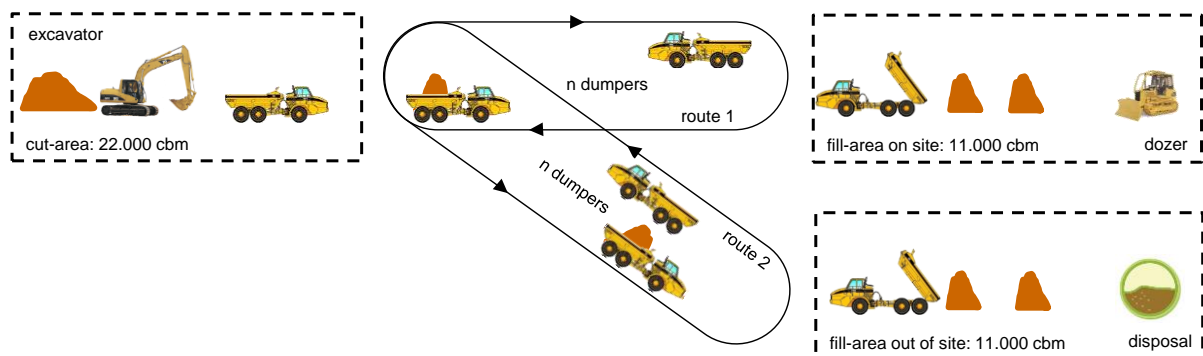 excavator
cut-area: 22.000 cbm
n dumpers
route 1
n dumpers
route 2
fill-area on site: 11.000 cbm
dozer
fill-area out of site: 11.000 cbm
disposal